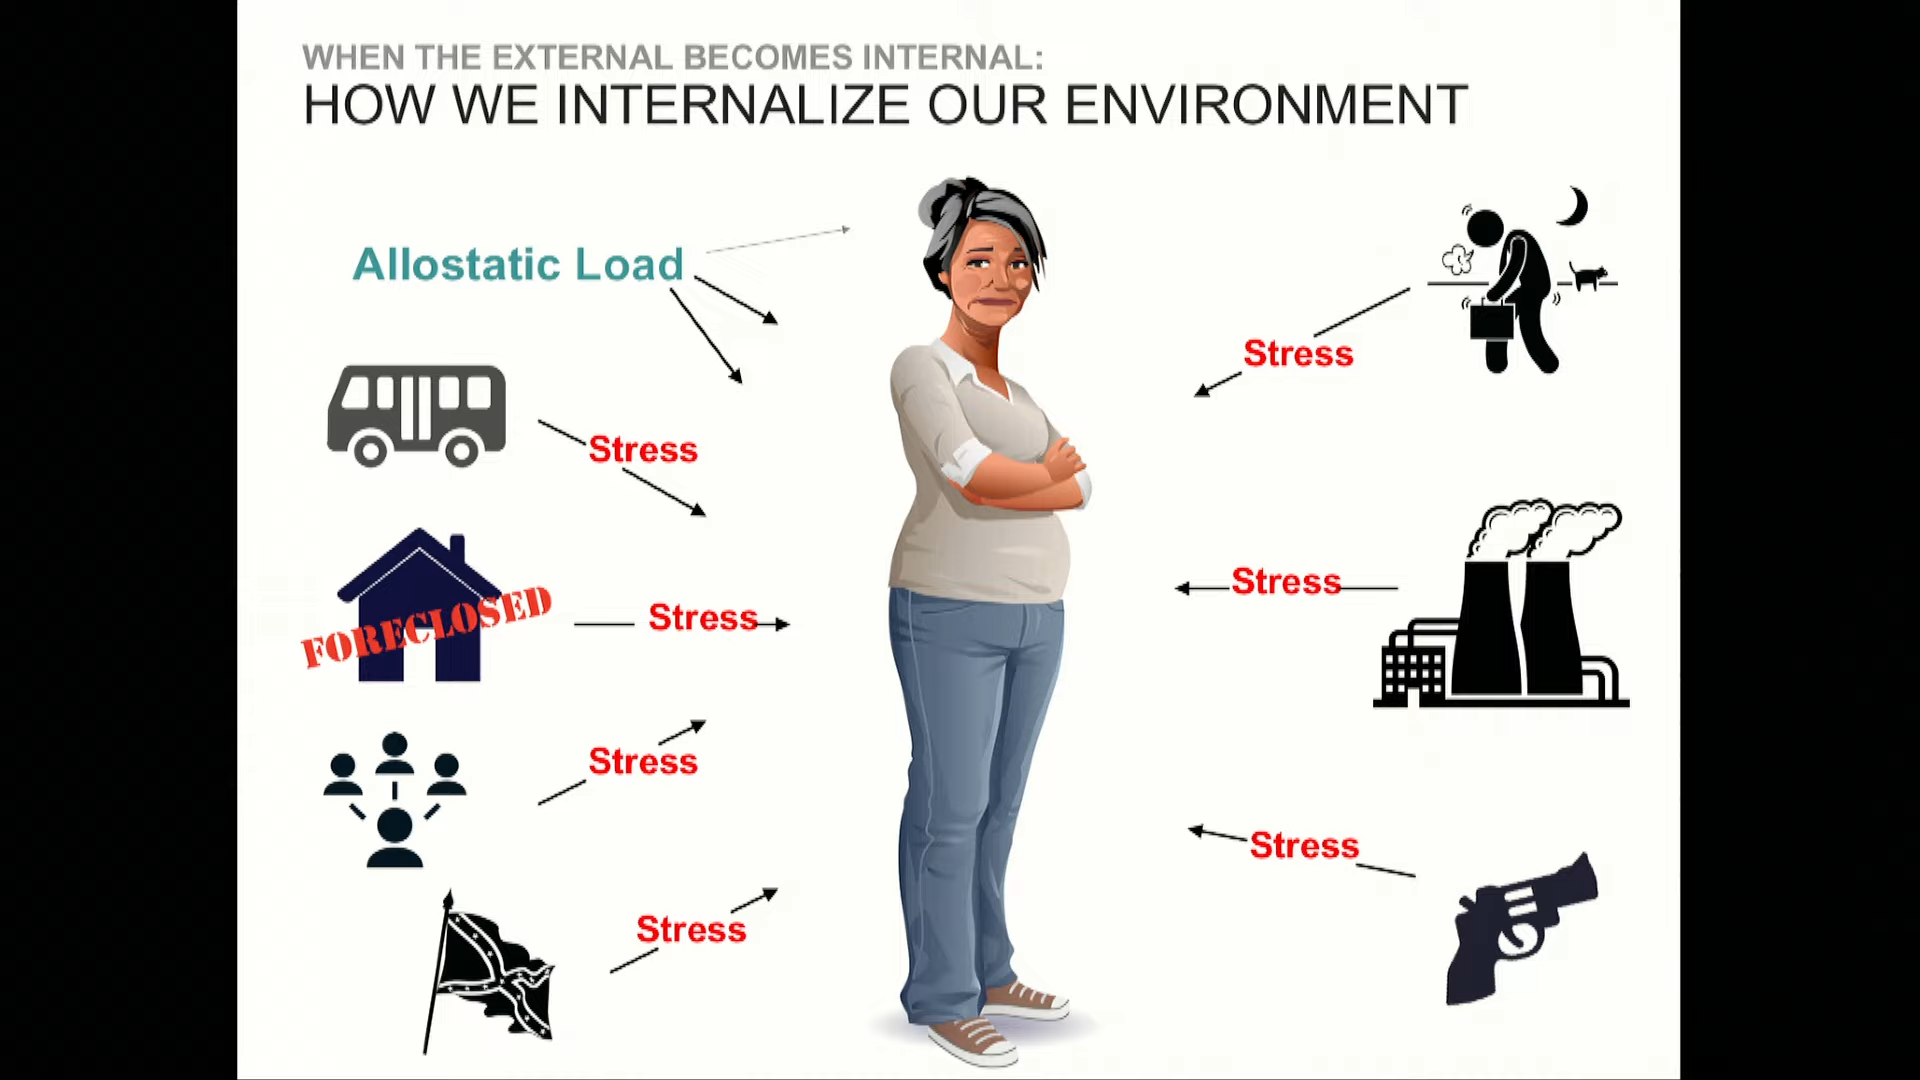 WHEN THE EXTERNAL BECOMES INTERNAL:
HOW WE INTERNALIZE OUR ENVIRONMENT
Allostatic Load
Stress
Stress
FORECLOSED
Stress
Stress
Stress
Stress
Stress